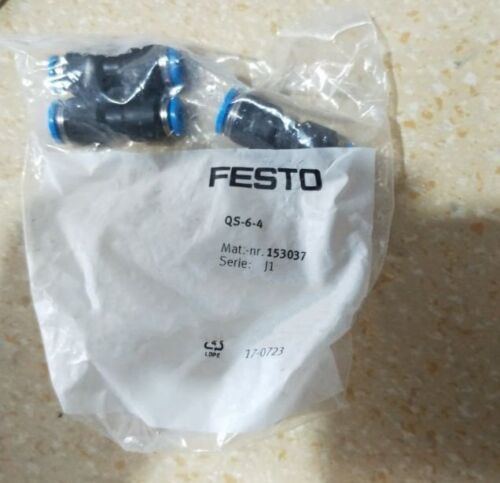 FESTO
QS-6-4
Mat.-nr. 153037
Serie: J1
LDPE
17-0723